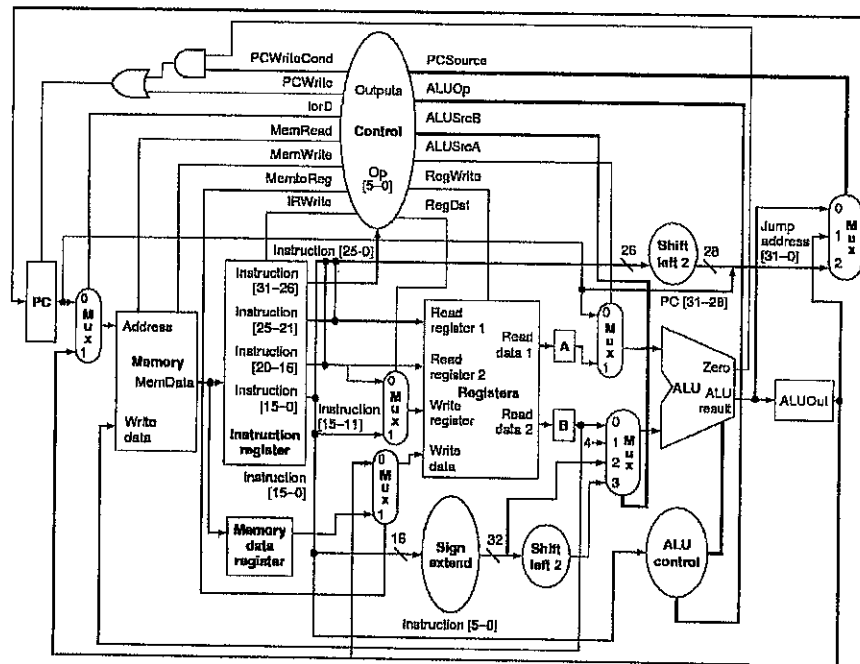 PCWriteCond
PCWrite
IorD
MemRead
MemWrite
MemtoReg
IRWrite
Outputs
Control
Op
[5–0]
PCSource
ALUOp
ALUSrcB
ALUSrcA
RegWrite
RegDst
PC
0
M
u
x
1
Address
Memory
MemData
Write
data
Instruction [25-0]
Instruction
[31–26]
Instruction
[25–21]
Instruction
[20–16]
Instruction
[15–0]
Instruction
register
Instruction
[15–0]
Memory
data
register
Instruction
[15–11]
0
M
u
x
1
0
M
u
x
1
Read
register 1
Read
register 2
Write
register
Write
data
Registers
Read
data 1
Read
data 2
A
B
4
0
M
u
x
1
0
1
2
3
M
u
x
16
Sign
extend
32
Shift
left 2
Instruction [5–0]
26
Shift
left 2
28
PC [31–28]
Jump
address
[31–0]
0
1
2
M
u
x
Zero
ALU
ALU
result
ALUOut
ALU
control